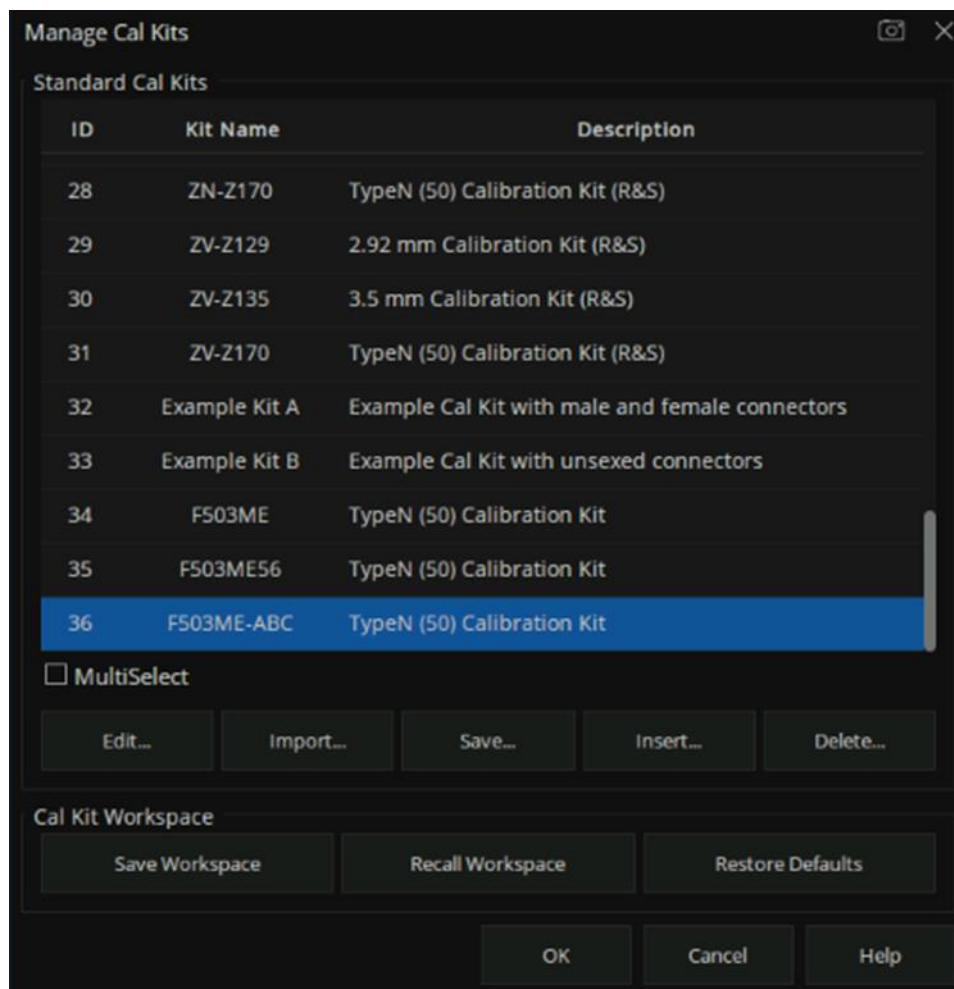 Manage Cal Kits
Standard Cal Kits
ID Kit Name Description
28 ZN-Z170 TypeN (50) Calibration Kit (R&S)
29 ZV-Z129 2.92 mm Calibration Kit (R&S)
30 ZV-Z135 3.5 mm Calibration Kit (R&S)
31 ZV-Z170 TypeN (50) Calibration Kit (R&S)
32 Example Kit A Example Cal Kit with male and female connectors
33 Example Kit B Example Cal Kit with unsexed connectors
34 F503ME TypeN (50) Calibration Kit
35 F503ME56 TypeN (50) Calibration Kit
36 F503ME-ABC TypeN (50) Calibration Kit
MultiSelect
Edit... Import... Save... Insert... Delete...
Cal Kit Workspace
Save Workspace Recall Workspace Restore Defaults
OK Cancel Help